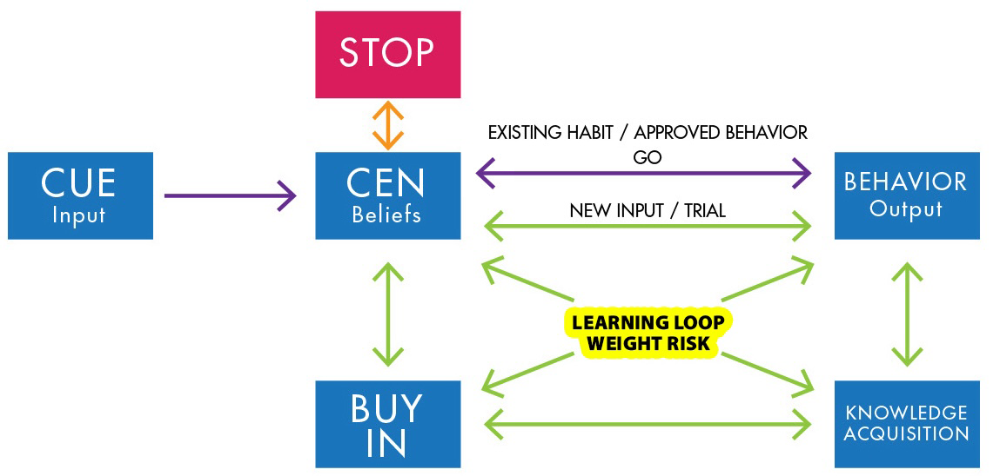 STOP
EXISTING HABIT / APPROVED BEHAVIOR
GO
CUE
Input
CEN
Beliefs
BEHAVIOR
Output
NEW INPUT / TRIAL
LEARNING LOOP
WEIGHT RISK
BUY
IN
KNOWLEDGE
ACQUISITION